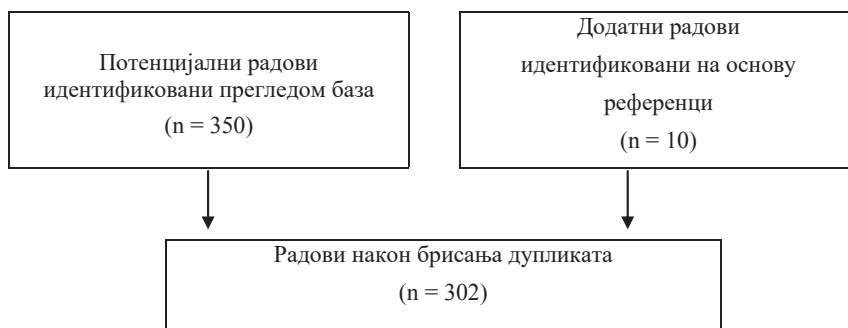 Потенцијални радови
идентификовани прегледом база
(n = 350)
Додатни радови
идентификовани на основу
референци
(n = 10)
Радови након брисања дупликата
(n = 302)